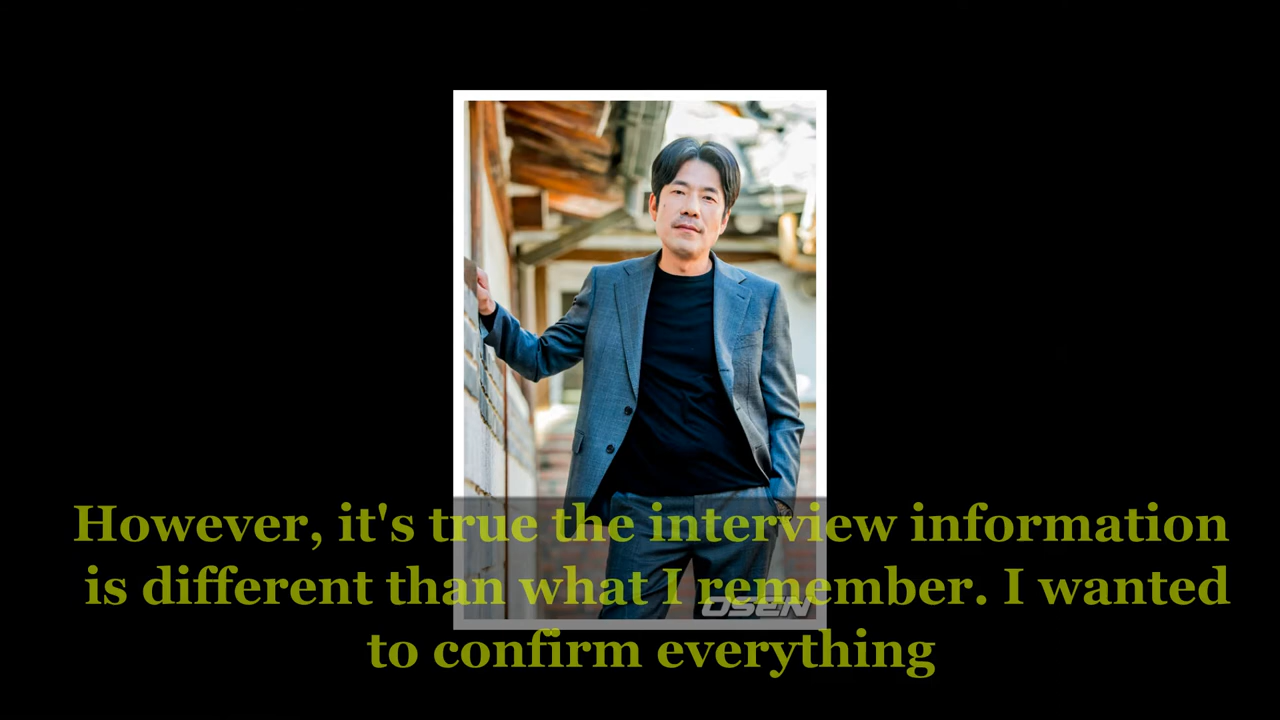 However, it's true the interview information
is different than what I remember. I wanted
to confirm everything
OSEN